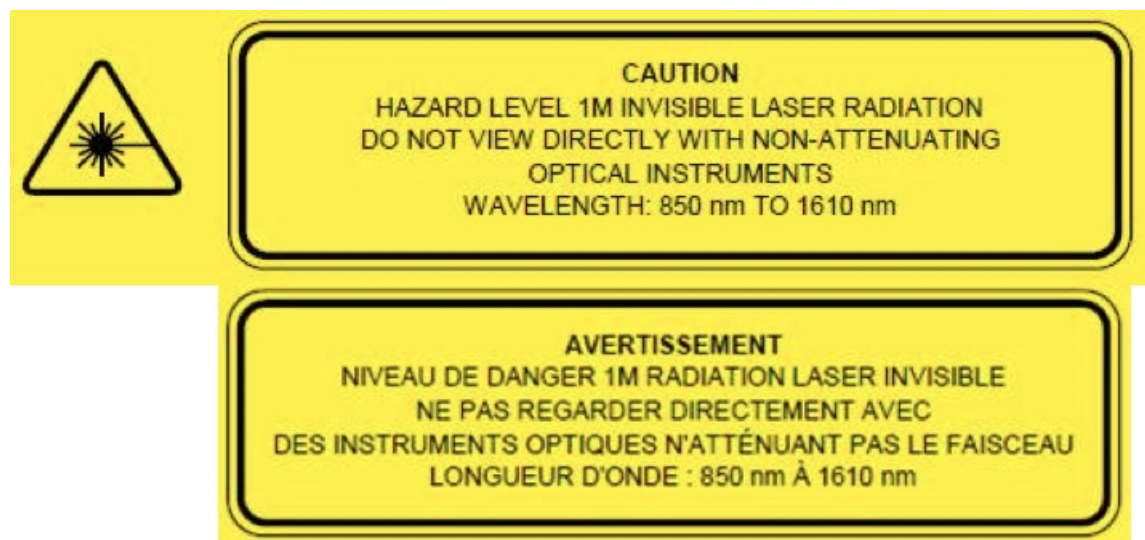 CAUTION
HAZARD LEVEL 1M INVISIBLE LASER RADIATION
DO NOT VIEW DIRECTLY WITH NON-ATTENUATING
OPTICAL INSTRUMENTS
WAVELENGTH: 850 nm TO 1610 nm
AVERTISSEMENT
NIVEAU DE DANGER 1M RADIATION LASER INVISIBLE
NE PAS REGARDER DIRECTEMENT AVEC
DES INSTRUMENTS OPTIQUES N'ATTÉNUANT PAS LE FAISCEAU
LONGUEUR D'ONDE : 850 nm À 1610 nm